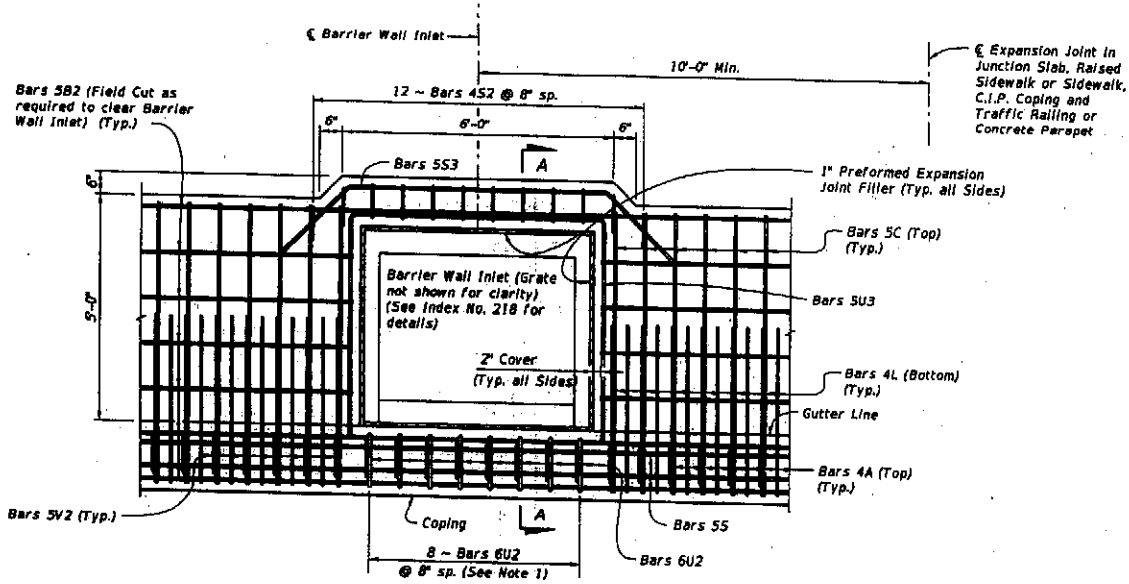 ℄ Barrier Wall Inlet
℄ Expansion Joint in
Junction Slab, Raised
Sidewalk or Sidewalk,
C.I.P. Coping and
Traffic Railing or
Concrete Parapet
10'-0" Min.
Bars 5B2 (Field Cut as
required to clear Barrier
Wall Inlet) (Typ.)
12 ~ Bars 4S2 @ 8" sp.
6"
6'-0"
6"
A
Bars 5S3
1" Preformed Expansion
Joint Filler (Typ. all Sides)
6"
5'-0"
Bars 5C (Top)
(Typ.)
Barrier Wall Inlet (Grate
not shown for clarity)
(See Index No. 218 for
details)
Bars 5U3
2" Cover
(Typ. all Sides)
Bars 4L (Bottom)
(Typ.)
Gutter Line
Bars 4A (Top)
(Typ.)
Bars 5V2 (Typ.)
Coping
A
Bars 5S
Bars 6U2
8 ~ Bars 6U2
@ 8" sp. (See Note 1)